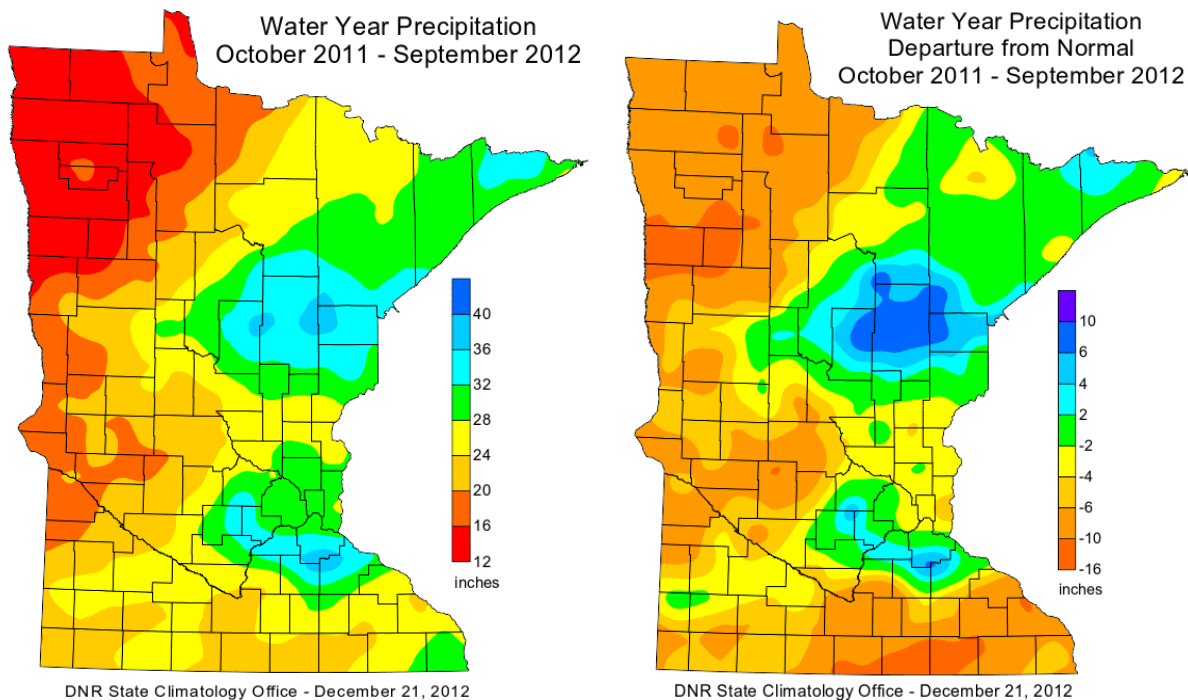 Water Year Precipitation
October 2011 - September 2012
40
36
32
28
24
20
16
12
inches
DNR State Climatology Office - December 21, 2012
Water Year Precipitation
Departure from Normal
October 2011 - September 2012
10
6
4
2
-2
-4
-6
-10
-16
inches
DNR State Climatology Office - December 21, 2012